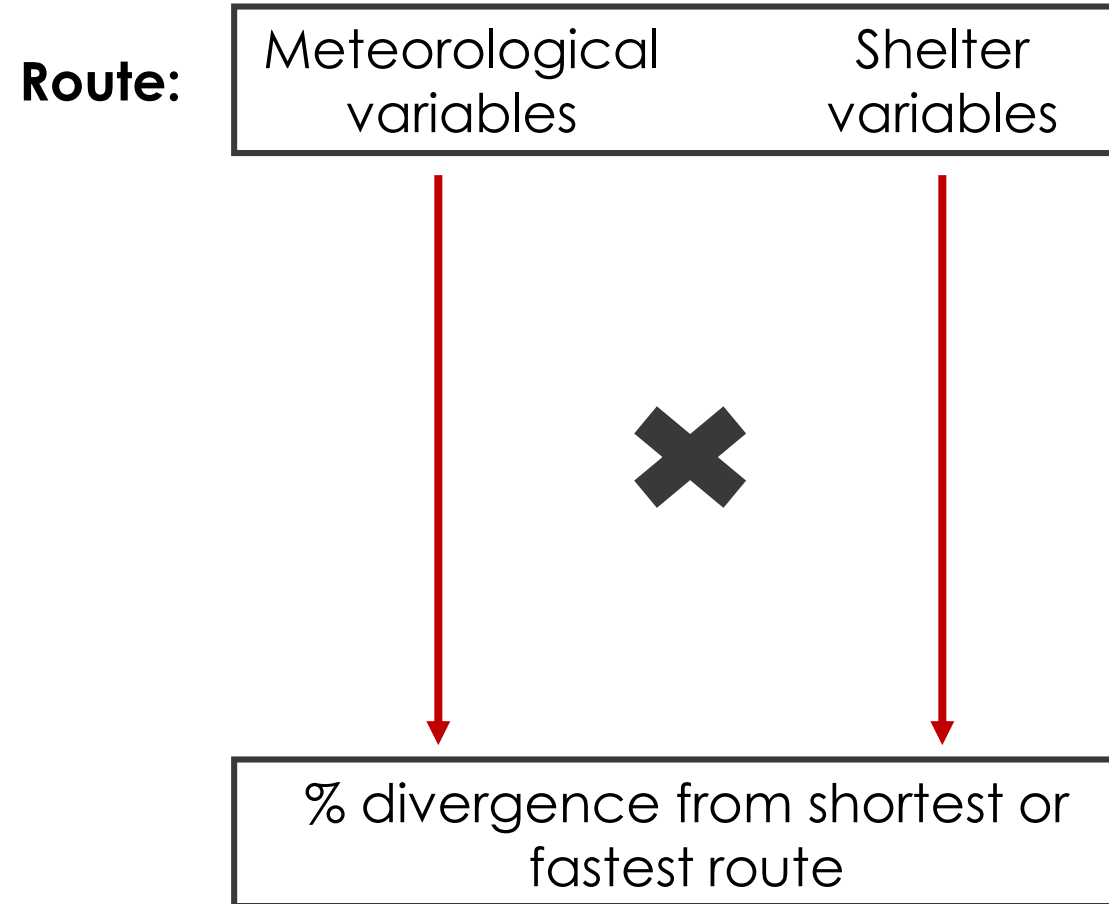 Route:
Meteorological variables
Shelter variables
% divergence from shortest or
fastest route